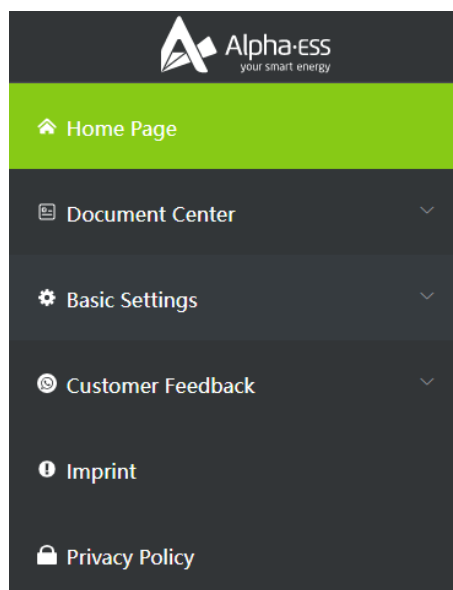 Alpha·ESS
your smart energy
Home Page
Document Center
Basic Settings
Customer Feedback
Imprint
Privacy Policy